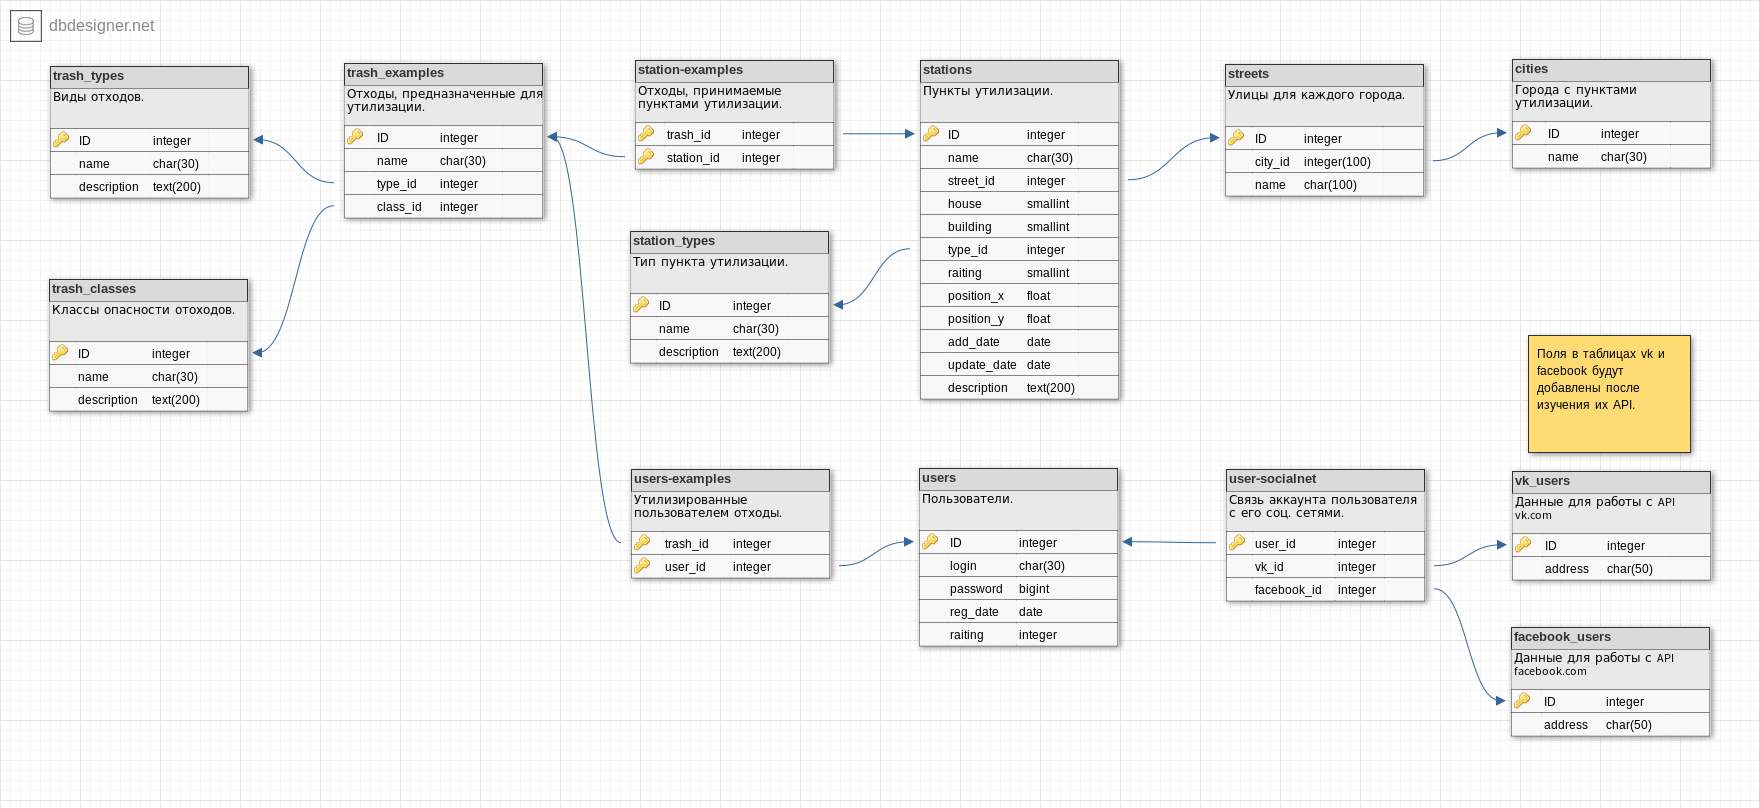 dbdesigner.net
trash_types
Виды отходов.
ID integer
name char(30)
description text(200)
trash_examples
Отходы, предназначенные для
утилизации.
ID integer
name char(30)
type_id integer
class_id integer
station-examples
Отходы, принимаемые
пунктами утилизации.
trash_id integer
station_id integer
stations
Пункты утилизации.
ID integer
name char(30)
street_id integer
house smallint
building smallint
type_id integer
raiting smallint
position_x float
position_y float
add_date date
update_date date
description text(200)
streets
Улицы для каждого города.
ID integer
city_id integer(100)
name char(100)
cities
Города с пунктами
утилизации.
ID integer
name char(30)
station_types
Тип пункта утилизации.
ID integer
name char(30)
description text(200)
trash_classes
Классы опасности отоходов.
ID integer
name char(30)
description text(200)
Поля в таблицах vk и
facebook будут
добавлены после
изучения их API.
users-examples
Утилизированные
пользователем отходы.
trash_id integer
user_id integer
users
Пользователи.
ID integer
login char(30)
password bigint
reg_date date
raiting integer
user-socialnet
Связь аккаунта пользователя
с его соц. сетями.
user_id integer
vk_id integer
facebook_id integer
vk_users
Данные для работы с API
vk.com
ID integer
address char(50)
facebook_users
Данные для работы с API
facebook.com
ID integer
address char(50)